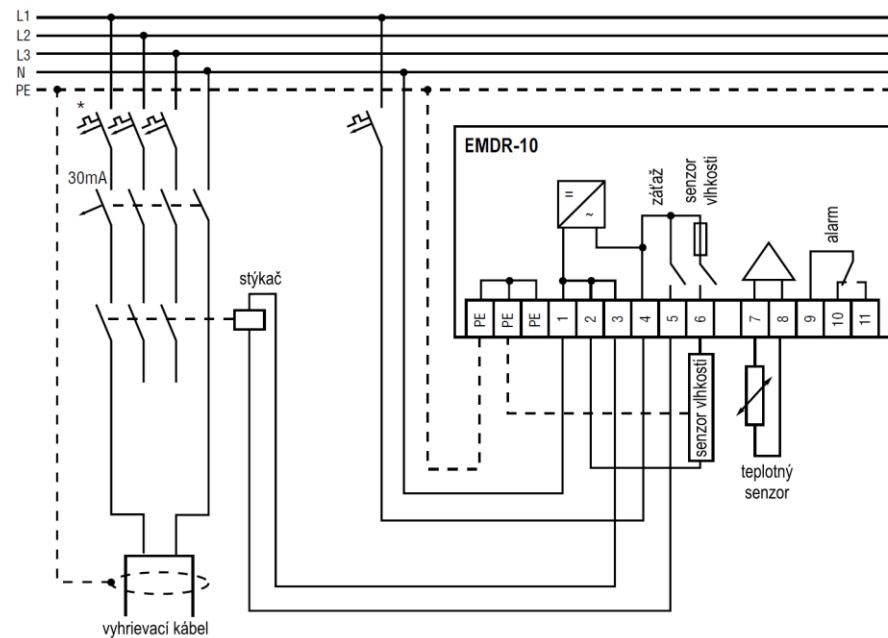 L1
L2
L3
N
PE
*
30mA
EMDR-10
=
~
záťaž
senzor
vlhkosti
alarm
stýkač
PE
PE
PE
1
2
3
4
5
6
7
8
9
10
11
senzor vlhkosti
teplotný
senzor
vyhrievací kábel